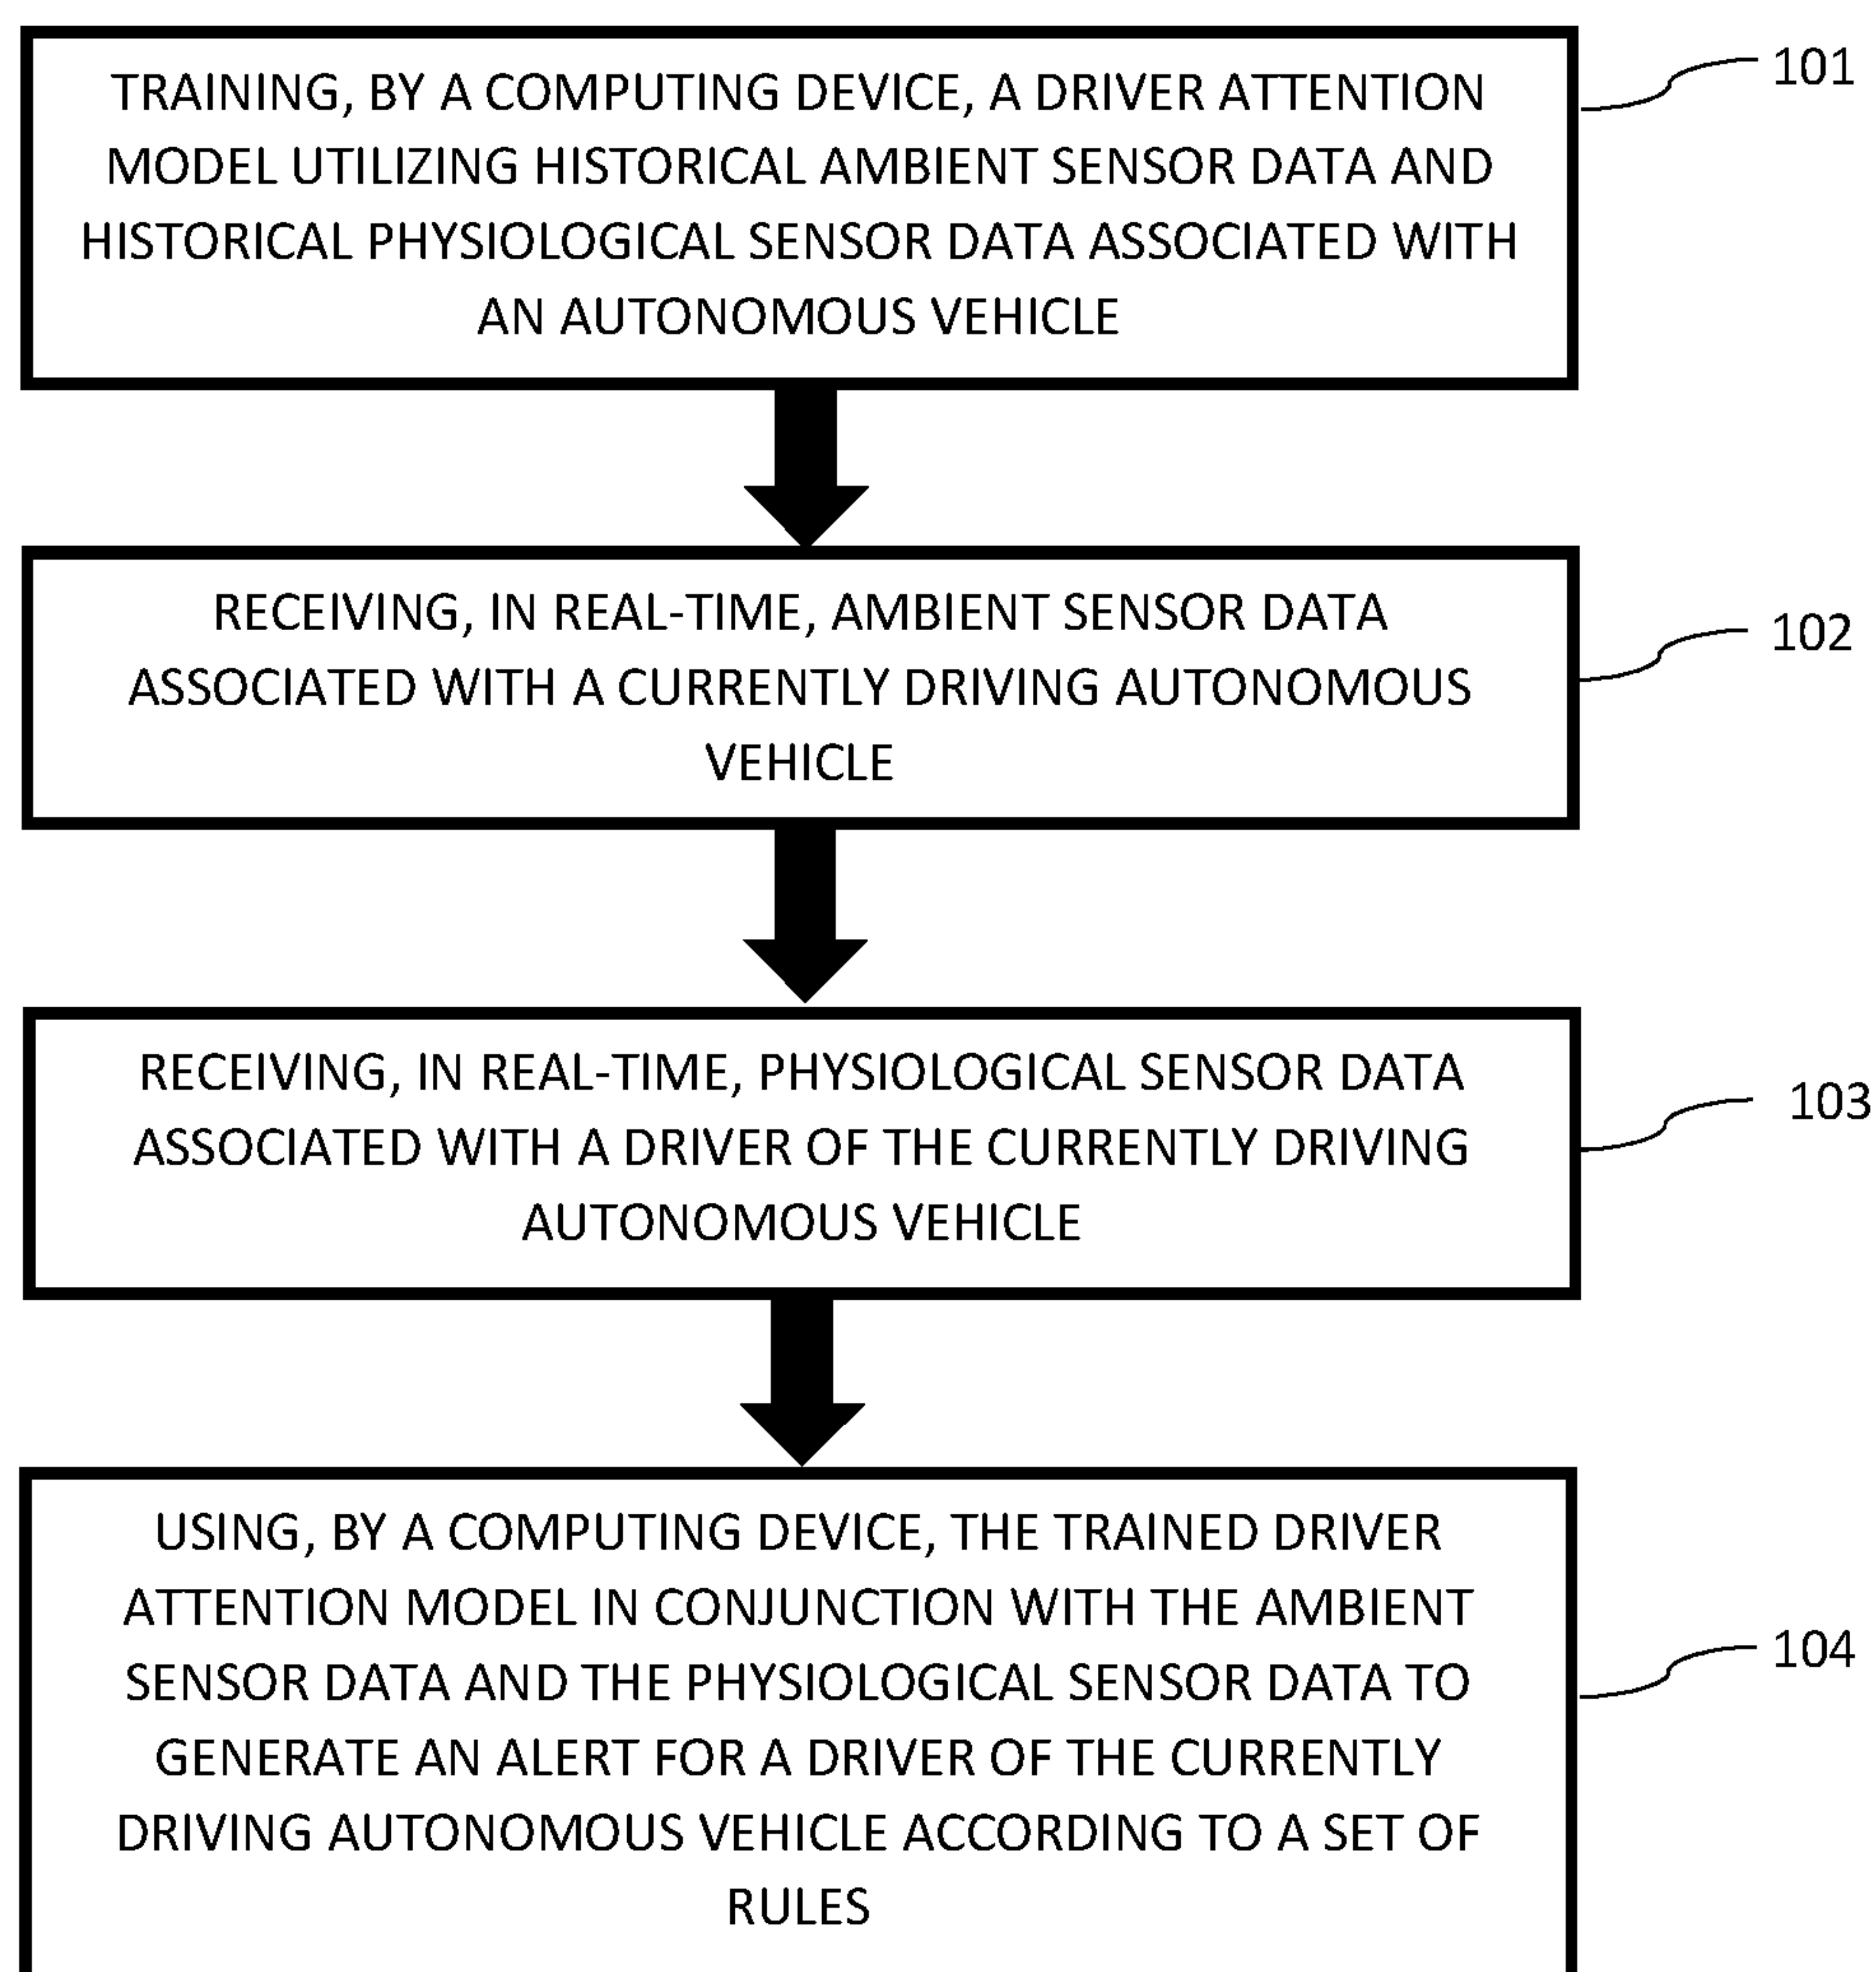 TRAINING, BY A COMPUTING DEVICE, A DRIVER ATTENTION
MODEL UTILIZING HISTORICAL AMBIENT SENSOR DATA AND
HISTORICAL PHYSIOLOGICAL SENSOR DATA ASSOCIATED WITH
AN AUTONOMOUS VEHICLE
101
RECEIVING, IN REAL-TIME, AMBIENT SENSOR DATA
ASSOCIATED WITH A CURRENTLY DRIVING AUTONOMOUS
VEHICLE
102
RECEIVING, IN REAL-TIME, PHYSIOLOGICAL SENSOR DATA
ASSOCIATED WITH A DRIVER OF THE CURRENTLY DRIVING
AUTONOMOUS VEHICLE
103
USING, BY A COMPUTING DEVICE, THE TRAINED DRIVER
ATTENTION MODEL IN CONJUNCTION WITH THE AMBIENT
SENSOR DATA AND THE PHYSIOLOGICAL SENSOR DATA TO
GENERATE AN ALERT FOR A DRIVER OF THE CURRENTLY
DRIVING AUTONOMOUS VEHICLE ACCORDING TO A SET OF
RULES
104